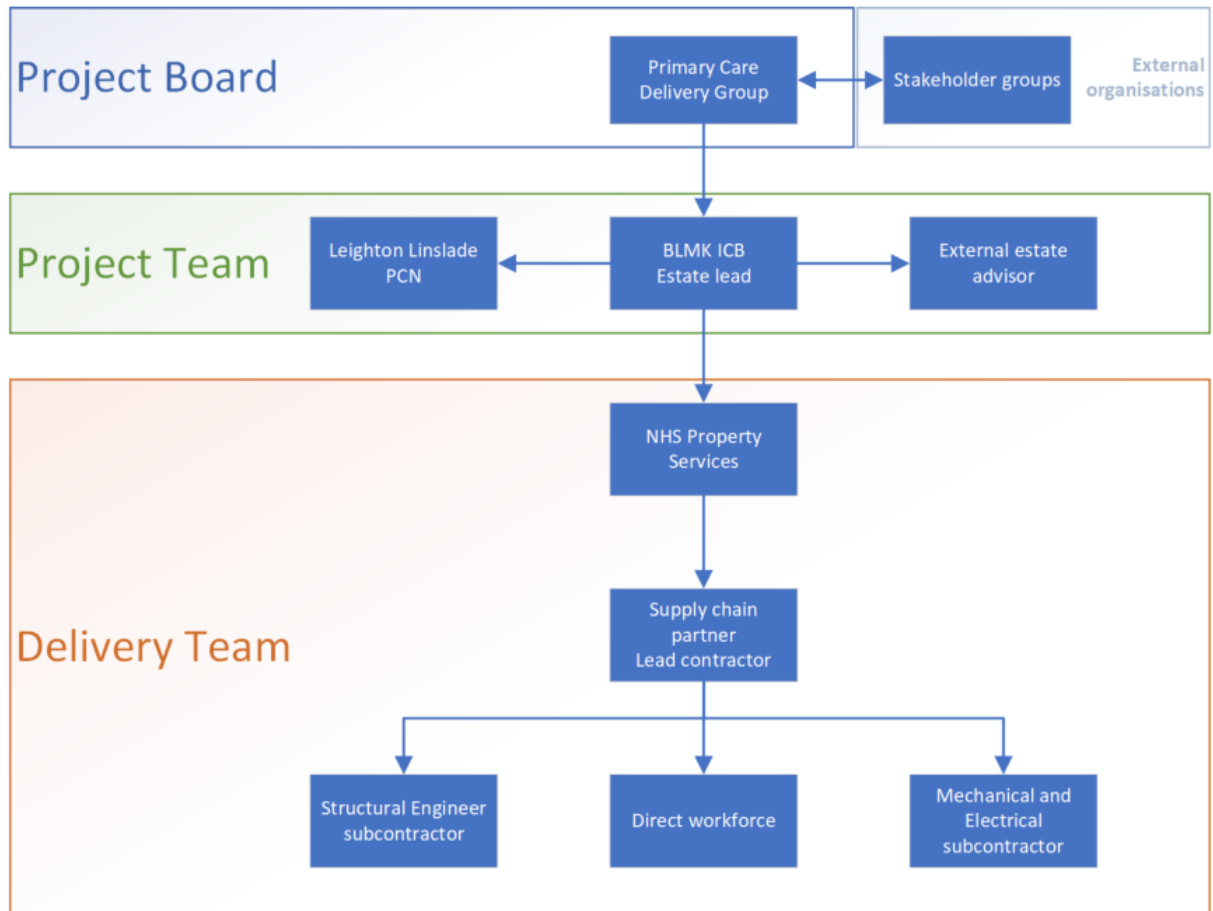 Project Board
Primary Care
Delivery Group
Stakeholder groups
External
organisations
Project Team
Leighton Linslade
PCN
BLMK ICB
Estate lead
External estate
advisor
NHS Property
Services
Delivery Team
Supply chain
partner
Lead contractor
Structural Engineer
subcontractor
Direct workforce
Mechanical and
Electrical
subcontractor